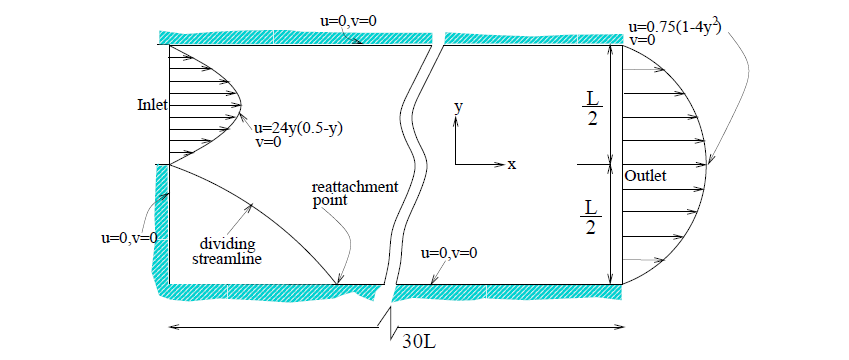 u=0,v=0
u=0.75(1-4y²)
v=0
Inlet
u=24y(0.5-y)
v=0
L
2
y
x
Outlet
reattachment
point
L
2
u=0,v=0
dividing
streamline
u=0,v=0
30L